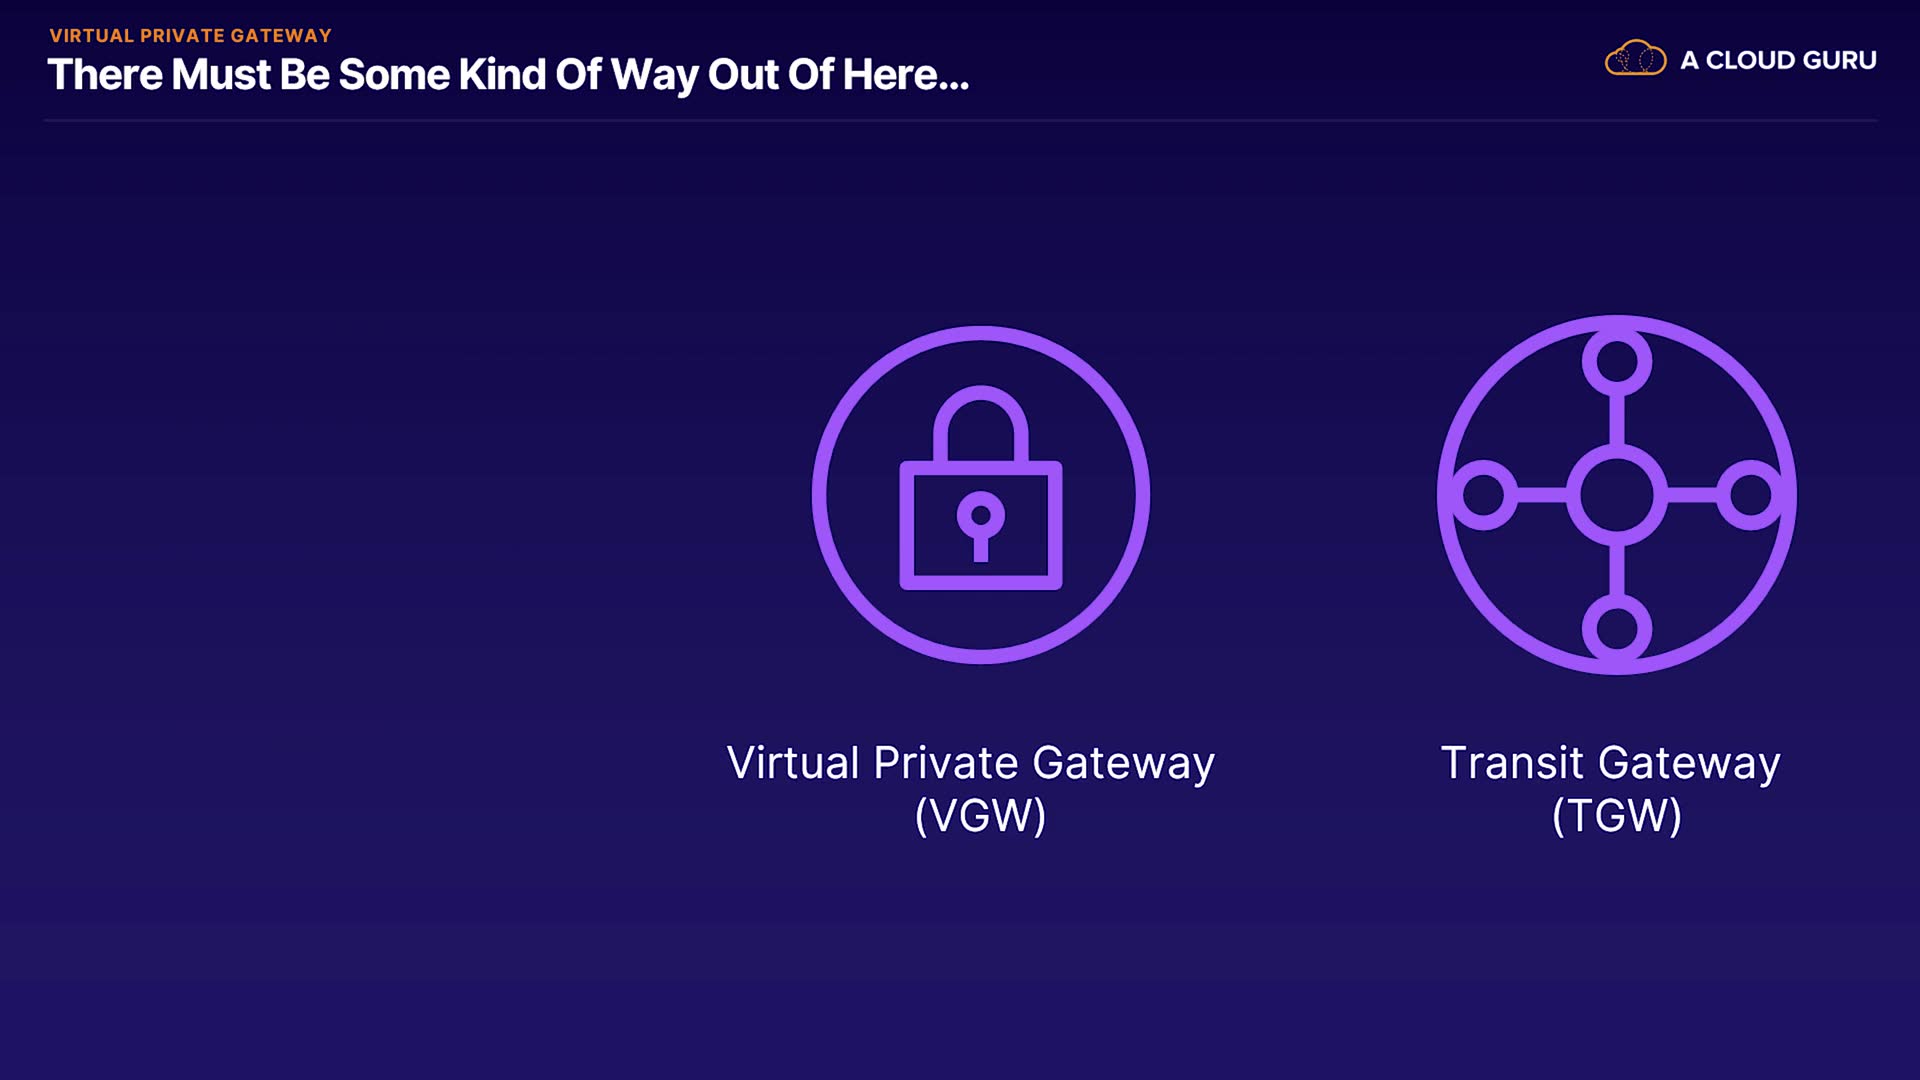 VIRTUAL PRIVATE GATEWAY
There Must Be Some Kind Of Way Out Of Here...
A CLOUD GURU
Virtual Private Gateway
(VGW)
Transit Gateway
(TGW)